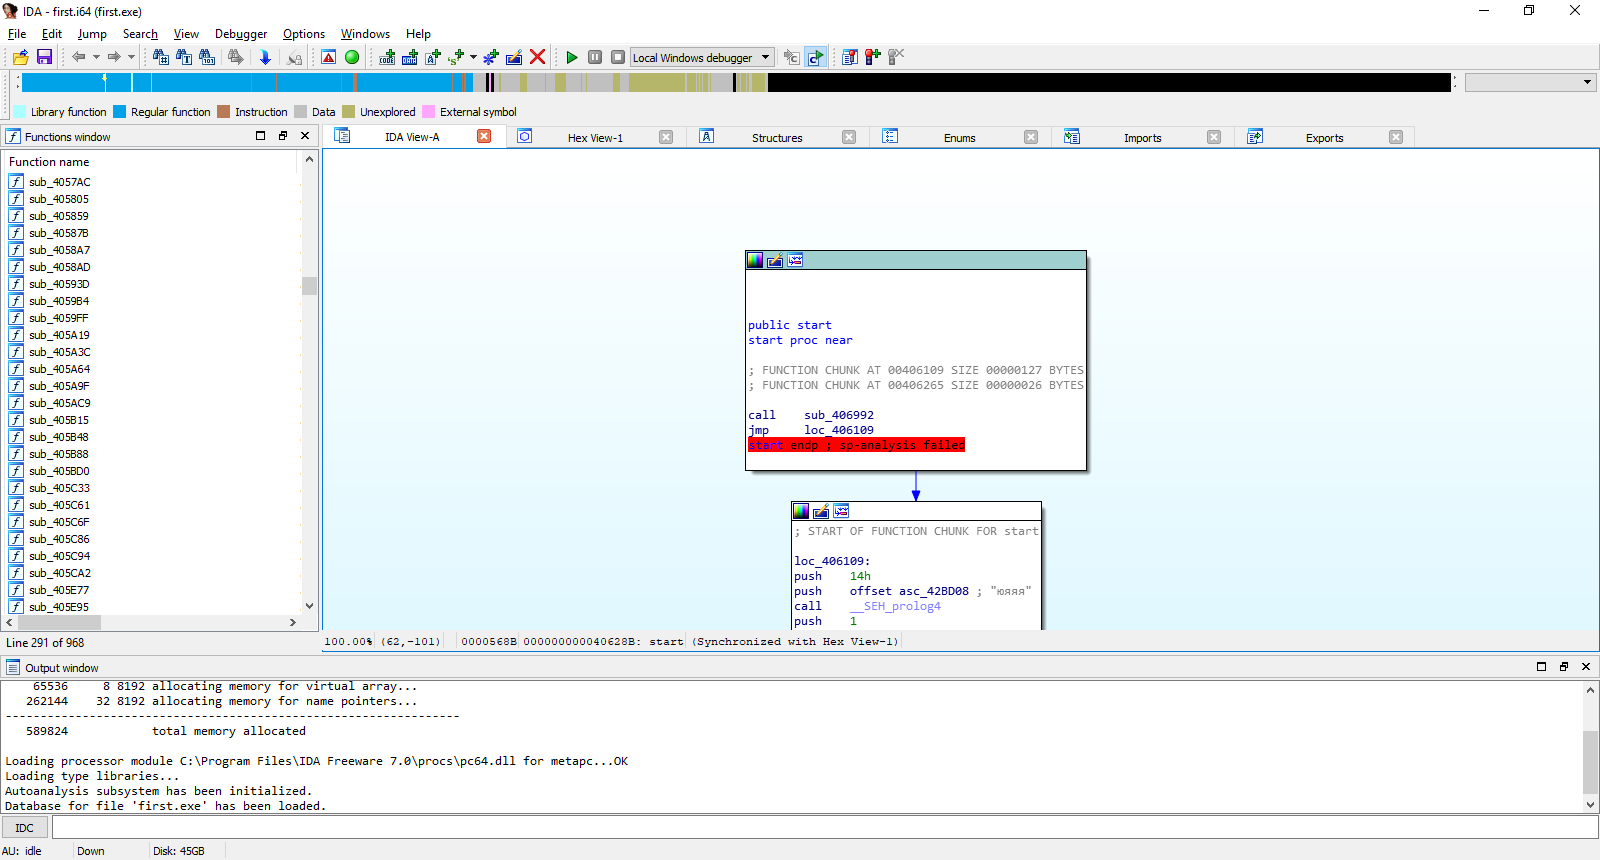 IDA - first.i64 (first.exe)
File Edit Jump Search View Debugger Options Windows Help
Local Windows debugger
Library function Regular function Instruction Data Unexplored External symbol
Functions window
IDA View-A Hex View-1 Structures Enums Imports Exports
Function name
sub_4057AC
sub_405805
sub_405859
sub_40587B
sub_4058A7
sub_4058AD
sub_40593D
sub_4059B4
sub_4059FF
sub_405A19
sub_405A3C
sub_405A64
sub_405A9F
sub_405AC9
sub_405B15
sub_405B48
sub_405B88
sub_405BD0
sub_405C33
sub_405C61
sub_405C6F
sub_405C86
sub_405C94
sub_405CA2
sub_405E77
sub_405E95
Line 291 of 968
public start
start proc near
; FUNCTION CHUNK AT 00406109 SIZE 00000127 BYTES
; FUNCTION CHUNK AT 00406265 SIZE 00000026 BYTES
call sub_406992
jmp loc_406109
start endp ; sp-analysis failed
; START OF FUNCTION CHUNK FOR start
loc_406109:
push 14h
push offset asc_42BD08 ; "юяяя"
call __SEH_prolog4
push 1
100.00% (62,-101) 0000568B 000000000040628B: start (Synchronized with Hex View-1)
Output window
65536 8 8192 allocating memory for virtual array...
262144 32 8192 allocating memory for name pointers...
-----------------------------------------------------------------
589824 total memory allocated
Loading processor module C:\Program Files\IDA Freeware 7.0\procs\pc64.dll for metapc...OK
Loading type libraries...
Autoanalysis subsystem has been initialized.
Database for file 'first.exe' has been loaded.
IDC
AU: idle Down Disk: 45GB